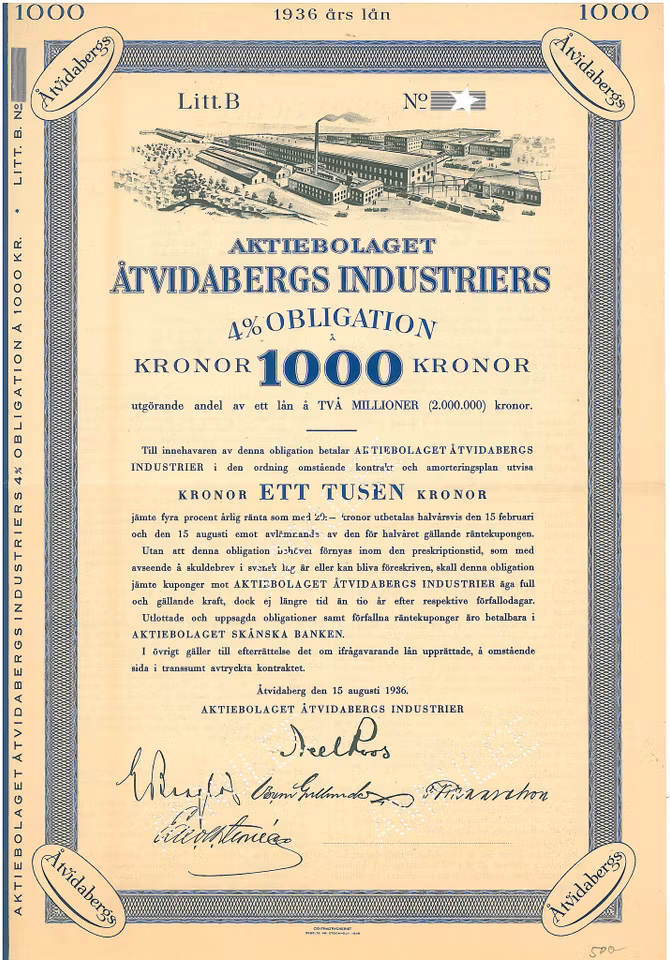 1000 1936 års lån 1000
Åtvidabergs Åtvidabergs
Litt.B Nº
AKTIEBOLAGET
ÅTVIDABERGS INDUSTRIERS
4% OBLIGATION
À
KRONOR 1000 KRONOR
utgörande andel av ett lån å TVÅ MILLIONER (2.000.000) kronor.
Till innehavaren av denna obligation betalar AKTIEBOLAGET ÅTVIDABERGS
INDUSTRIER i den ordning omstående kontrakt och amorteringsplan utvisa
KRONOR ETT TUSEN KRONOR
jämte fyra procent årlig ränta som med 20:— kronor utbetalas halvårsvis den 15 februari
och den 15 augusti emot avlämnande av den för halvåret gällande räntekupongen.
Utan att denna obligation behöver förnyas inom den preskriptionstid, som med
avseende å skuldebrev i svensk lag är eller kan bliva föreskriven, skall denna obligation
jämte kuponger mot AKTIEBOLAGET ÅTVIDABERGS INDUSTRIER äga full
och gällande kraft, dock ej längre tid än tio år efter respektive förfallodagar.
Utlottade och uppsagda obligationer samt förfallna räntekuponger äro betalbara i
AKTIEBOLAGET SKÅNSKA BANKEN.
I övrigt gäller till efterrättelse det om ifrågavarande lån upprättade, å omstående
sida i transsumt avtryckta kontraktet.
Åtvidaberg den 15 augusti 1936.
AKTIEBOLAGET ÅTVIDABERGS INDUSTRIER
Axel Roos
Åtvidabergs Åtvidabergs
500
AKTIEBOLAGET ÅTVIDABERGS INDUSTRIERS 4% OBLIGATION À 1000 KR. • LITT. B. Nº